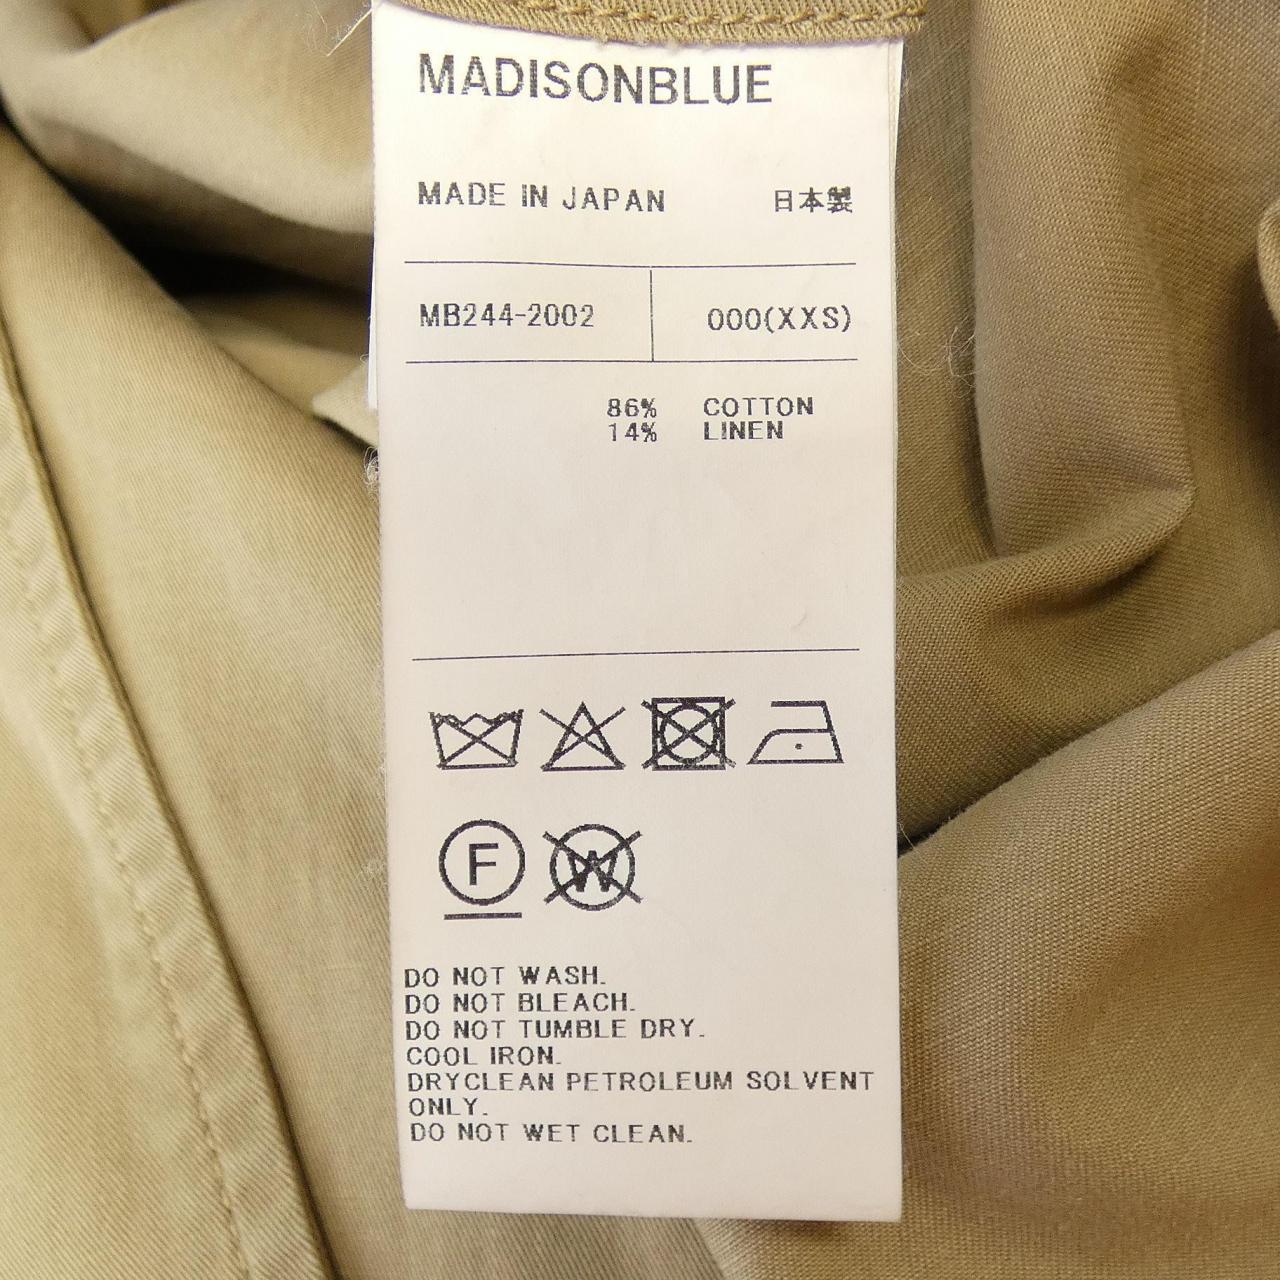 MADISONBLUE
MADE IN JAPAN 日本製
MB244-2002 000(XXS)
86% COTTON
14% LINEN
F W
DO NOT WASH.
DO NOT BLEACH.
DO NOT TUMBLE DRY.
COOL IRON.
DRYCLEAN PETROLEUM SOLVENT
ONLY.
DO NOT WET CLEAN.